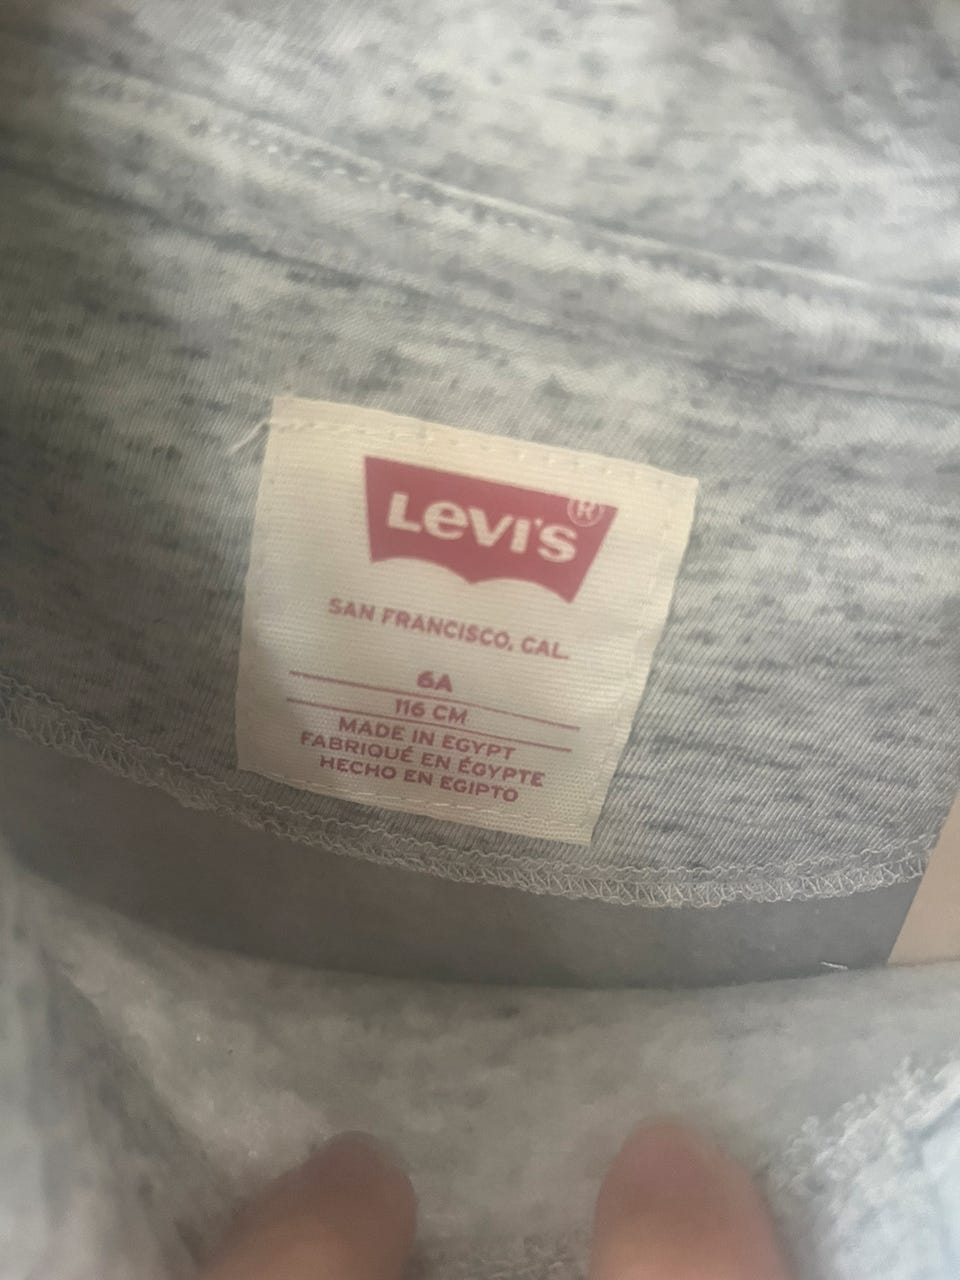 Levi's®
SAN FRANCISCO, CAL.
6A
116 CM
MADE IN EGYPT
FABRIQUÉ EN ÉGYPTE
HECHO EN EGIPTO